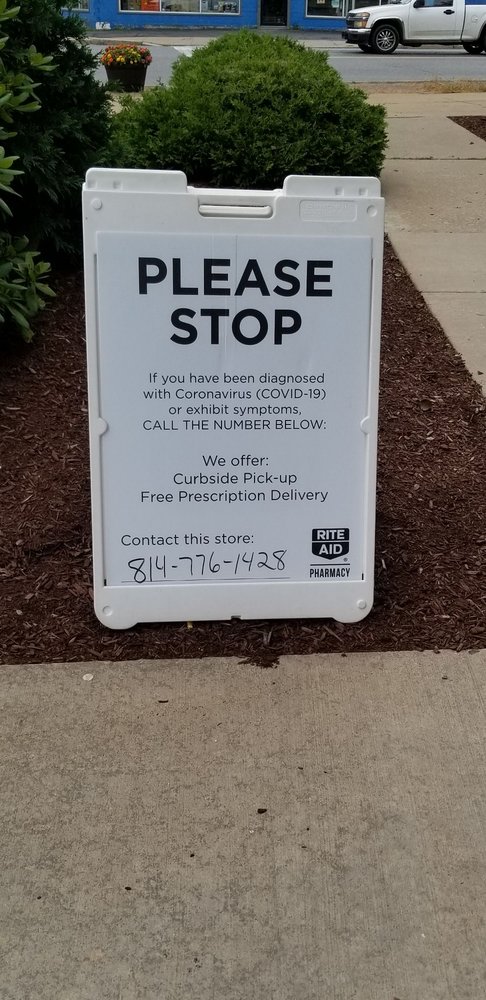 PLEASE
STOP
If you have been diagnosed
with Coronavirus (COVID-19)
or exhibit symptoms,
CALL THE NUMBER BELOW:
We offer:
Curbside Pick-up
Free Prescription Delivery
Contact this store:
814-776-1428
RITE
AID
PHARMACY